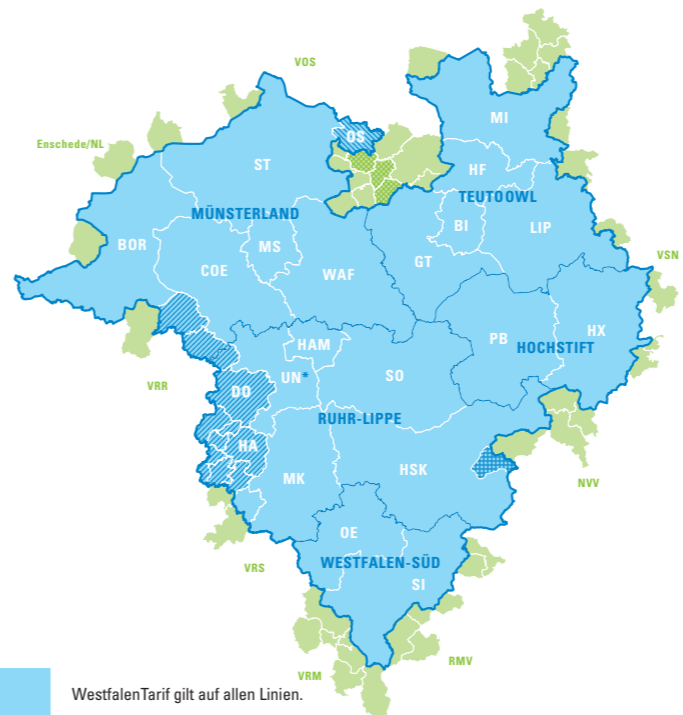 VOS
MI
OS
Enschede/NL
ST
HF
TEUTOOWL
MÜNSTERLAND
BI
LIP
BOR
MS
COE
WAF
GT
VSN
HAM
PB
HX
HOCHSTIFT
VRR
UN*
SO
DO
RUHR-LIPPE
HA
MK
HSK
NVV
OE
VRS
WESTFALEN-SÜD
SI
RMV
VRM
WestfalenTarif gilt auf allen Linien.